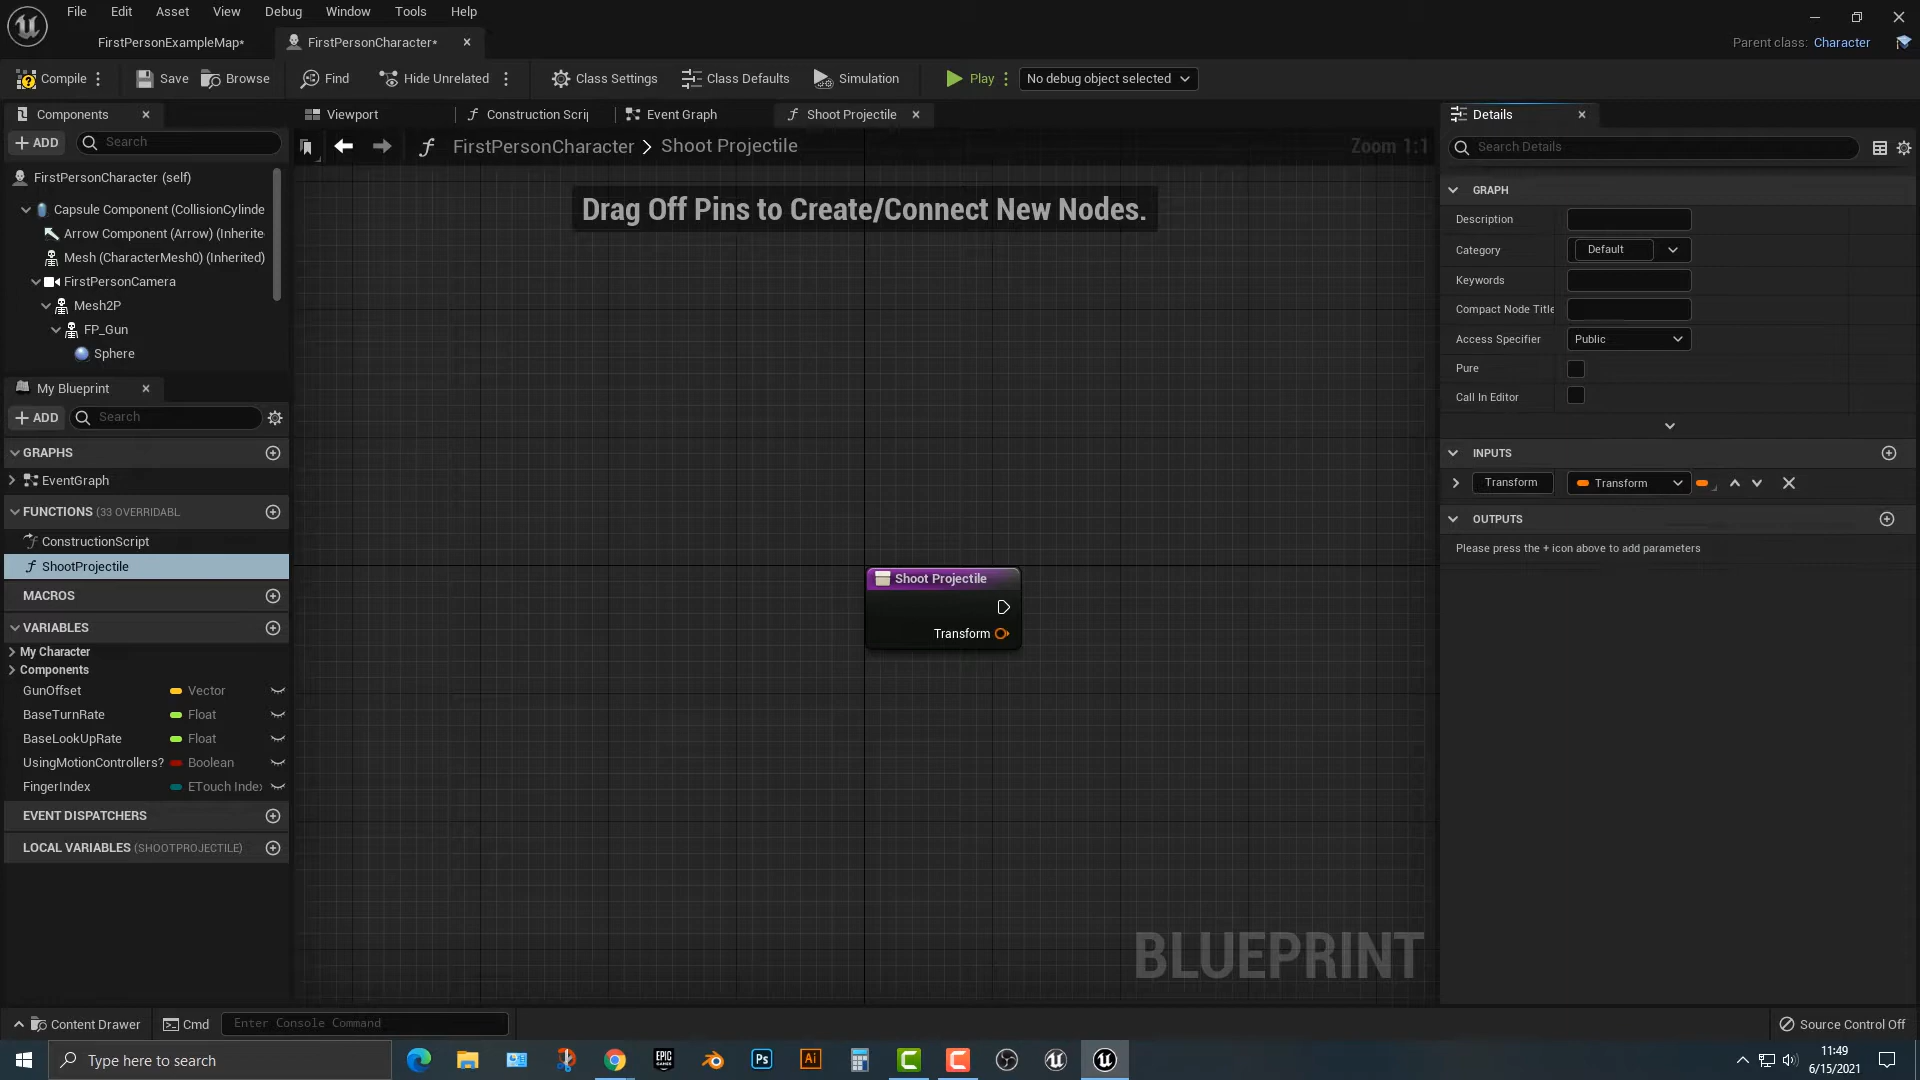 File Edit Asset View Debug Window Tools Help
FirstPersonExampleMap*
FirstPersonCharacter*
Parent class: Character
Compile Save Browse Find Hide Unrelated Class Settings Class Defaults Simulation Play No debug object selected
Components
ADD Search
FirstPersonCharacter (self)
Capsule Component (CollisionCylinde
Arrow Component (Arrow) (Inherite
Mesh (CharacterMesh0) (Inherited)
FirstPersonCamera
Mesh2P
FP_Gun
Sphere
My Blueprint
ADD Search
GRAPHS
EventGraph
FUNCTIONS (33 OVERRIDABL
ConstructionScript
ShootProjectile
MACROS
VARIABLES
My Character
Components
GunOffset Vector
BaseTurnRate Float
BaseLookUpRate Float
UsingMotionControllers? Boolean
FingerIndex ETouch Index
EVENT DISPATCHERS
LOCAL VARIABLES (SHOOTPROJECTILE)
Viewport Construction Scrip Event Graph Shoot Projectile
FirstPersonCharacter > Shoot Projectile
Zoom 1:1
Drag Off Pins to Create/Connect New Nodes.
Shoot Projectile
Transform
BLUEPRINT
Details
Search Details
GRAPH
Description
Category Default
Keywords
Compact Node Title
Access Specifier Public
Pure
Call In Editor
INPUTS
Transform Transform
OUTPUTS
Please press the + icon above to add parameters
Content Drawer Cmd Enter Console Command
Source Control Off
Type here to search
EPIC GAMES
Ps
Ai
11:49
6/15/2021